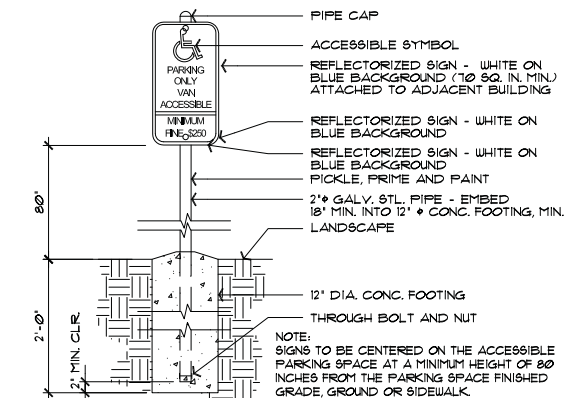 PIPE CAP
ACCESSIBLE SYMBOL
REFLECTORIZED SIGN - WHITE ON
BLUE BACKGROUND (70 SQ. IN. MIN.)
ATTACHED TO ADJACENT BUILDING
REFLECTORIZED SIGN - WHITE ON
BLUE BACKGROUND
REFLECTORIZED SIGN - WHITE ON
BLUE BACKGROUND
PICKLE, PRIME AND PAINT
2"Φ GALV. STL. PIPE - EMBED
18" MIN. INTO 12" Φ CONC. FOOTING, MIN.
LANDSCAPE
12" DIA. CONC. FOOTING
THROUGH BOLT AND NUT
NOTE:
SIGNS TO BE CENTERED ON THE ACCESSIBLE
PARKING SPACE AT A MINIMUM HEIGHT OF 80
INCHES FROM THE PARKING SPACE FINISHED
GRADE, GROUND OR SIDEWALK.
PARKING
ONLY
VAN
ACCESSIBLE
MINIMUM
FINE $250
80"
2'-0"
2" MIN. CLR.